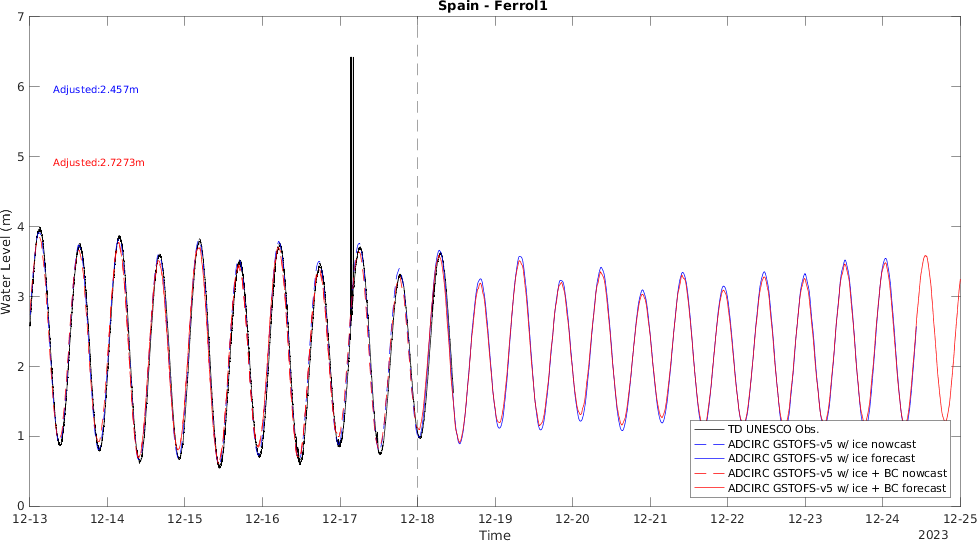 Spain - Ferrol1
7
6
5
4
3
2
1
0
Water Level (m)
Adjusted:2.457m
Adjusted:2.7273m
TD UNESCO Obs.
ADCIRC GSTOFS-v5 w/ ice nowcast
ADCIRC GSTOFS-v5 w/ ice forecast
ADCIRC GSTOFS-v5 w/ ice + BC nowcast
ADCIRC GSTOFS-v5 w/ ice + BC forecast
12-13 12-14 12-15 12-16 12-17 12-18 12-19 12-20 12-21 12-22 12-23 12-24 12-25
Time
2023